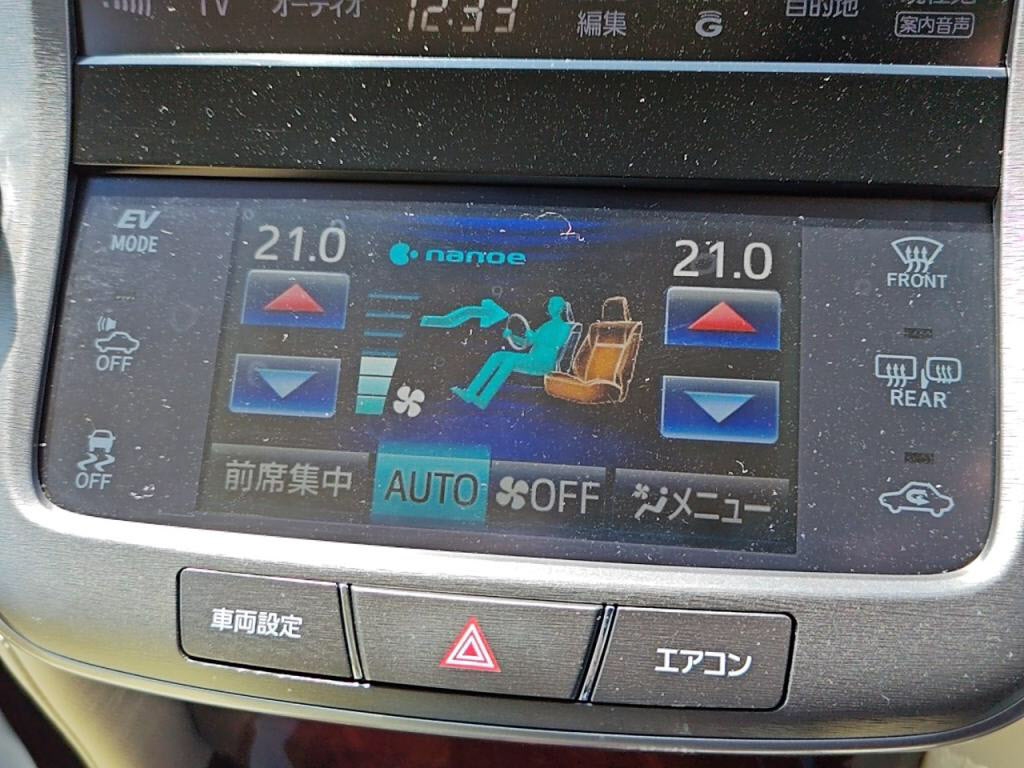 TV
オーディオ
12:33
編集
G
目的地
案内音声
EV
MODE
21.0
nanoe
21.0
FRONT
OFF
REAR
OFF
前席集中
AUTO
OFF
メニュー
車両設定
エアコン